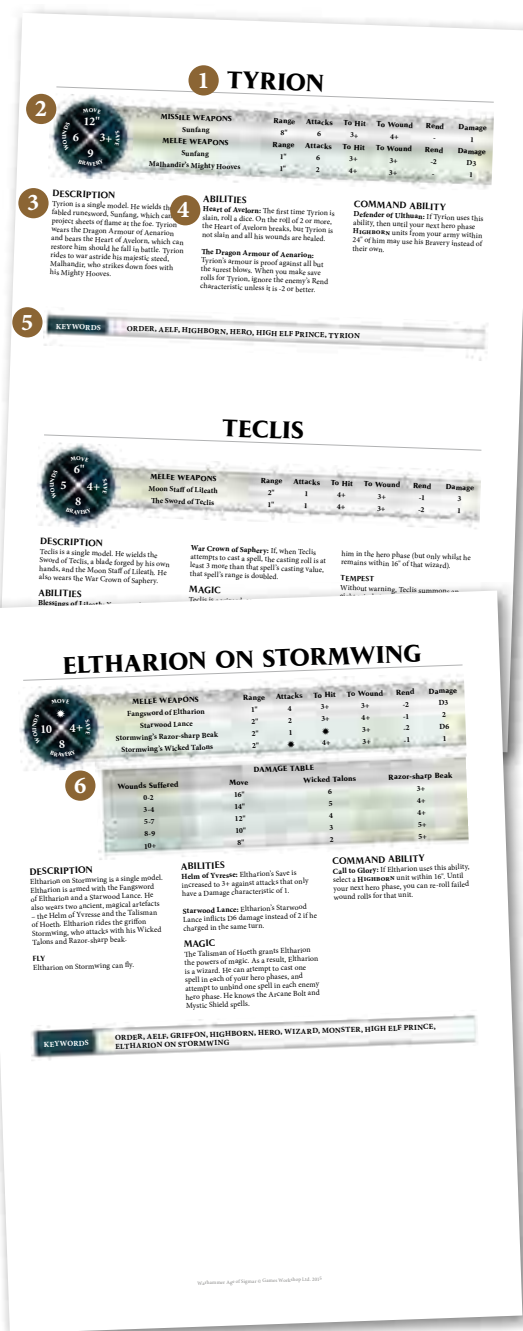 1 TYRION
2
MOVE
12"
WOUNDS 6 3+ SAVE
9
BRAVERY
MISSILE WEAPONS Range Attacks To Hit To Wound Rend Damage
Sunfang 8" 6 3+ 4+ - 1
MELEE WEAPONS Range Attacks To Hit To Wound Rend Damage
Sunfang 1" 6 3+ 3+ -2 D3
Malhandir's Mighty Hooves 1" 2 4+ 3+ - 1
3 DESCRIPTION
Tyrion is a single model. He wields the
fabled runesword, Sunfang, which can
project sheets of flame at the foe. Tyrion
wears the Dragon Armour of Aenarion
and bears the Heart of Avelorn, which can
restore him should he fall in battle. Tyrion
rides to war astride his majestic steed,
Malhandir, who strikes down foes with
his Mighty Hooves.
4 ABILITIES
Heart of Avelorn: The first time Tyrion is
slain, roll a dice. On the roll of 2 or more,
the Heart of Avelorn breaks, but Tyrion is
not slain and all his wounds are healed.
The Dragon Armour of Aenarion:
Tyrion's armour is proof against all but
the surest blows. When you make save
rolls for Tyrion, ignore the enemy's Rend
characteristic unless it is -2 or better.
COMMAND ABILITY
Defender of Ulthuan: If Tyrion uses this
ability, then until your next hero phase
HIGHBORN units from your army within
24" of him may use his Bravery instead of
their own.
5 KEYWORDS ORDER, AELF, HIGHBORN, HERO, HIGH ELF PRINCE, TYRION
TECLIS
MOVE
6"
WOUNDS 5 4+ SAVE
8
BRAVERY
MELEE WEAPONS Range Attacks To Hit To Wound Rend Damage
Moon Staff of Lileath 2" 1 4+ 3+ -1 3
The Sword of Teclis 1" 1 4+ 3+ -2 1
DESCRIPTION
Teclis is a single model. He wields the
Sword of Teclis, a blade forged by his own
hands, and the Moon Staff of Lileath. He
also wears the War Crown of Saphery.
ABILITIES
Blessings of Lileath:
War Crown of Saphery: If, when Teclis
attempts to cast a spell, the casting roll is at
least 3 more than that spell's casting value,
that spell's range is doubled.
MAGIC
Teclis is
him in the hero phase (but only whilst he
remains within 16" of that wizard).
TEMPEST
Without warning, Teclis summons
ELTHARION ON STORMWING
MOVE
✹
WOUNDS 10 4+ SAVE
8
BRAVERY
MELEE WEAPONS Range Attacks To Hit To Wound Rend Damage
Fangsword of Eltharion 1" 4 3+ 3+ -2 D3
Starwood Lance 2" 2 3+ 4+ -1 2
Stormwing's Razor-sharp Beak 2" 1 ✹ 3+ -2 D6
Stormwing's Wicked Talons 2" ✹ 4+ 3+ -1 1
6 DAMAGE TABLE
Wounds Suffered Move Wicked Talons Razor-sharp Beak
0-2 16" 6 3+
3-4 14" 5 4+
5-7 12" 4 4+
8-9 10" 3 5+
10+ 8" 2 5+
DESCRIPTION
Eltharion on Stormwing is a single model.
Eltharion is armed with the Fangsword
of Eltharion and a Starwood Lance. He
also wears two ancient, magical artefacts
– the Helm of Yvresse and the Talisman
of Hoeth. Eltharion rides the griffon
Stormwing, who attacks with his Wicked
Talons and Razor-sharp beak.
FLY
Eltharion on Stormwing can fly.
ABILITIES
Helm of Yvresse: Eltharion's Save is
increased to 3+ against attacks that only
have a Damage characteristic of 1.
Starwood Lance: Eltharion's Starwood
Lance inflicts D6 damage instead of 2 if he
charged in the same turn.
MAGIC
The Talisman of Hoeth grants Eltharion
the powers of magic. As a result, Eltharion
is a wizard. He can attempt to cast one
spell in each of your hero phases, and
attempt to unbind one spell in each enemy
hero phase. He knows the Arcane Bolt and
Mystic Shield spells.
COMMAND ABILITY
Call to Glory: If Eltharion uses this ability,
select a HIGHBORN unit within 16". Until
your next hero phase, you can re-roll failed
wound rolls for that unit.
KEYWORDS ORDER, AELF, GRIFFON, HIGHBORN, HERO, WIZARD, MONSTER, HIGH ELF PRINCE,
ELTHARION ON STORMWING
Warhammer: Age of Sigmar © Games Workshop Ltd. 2015